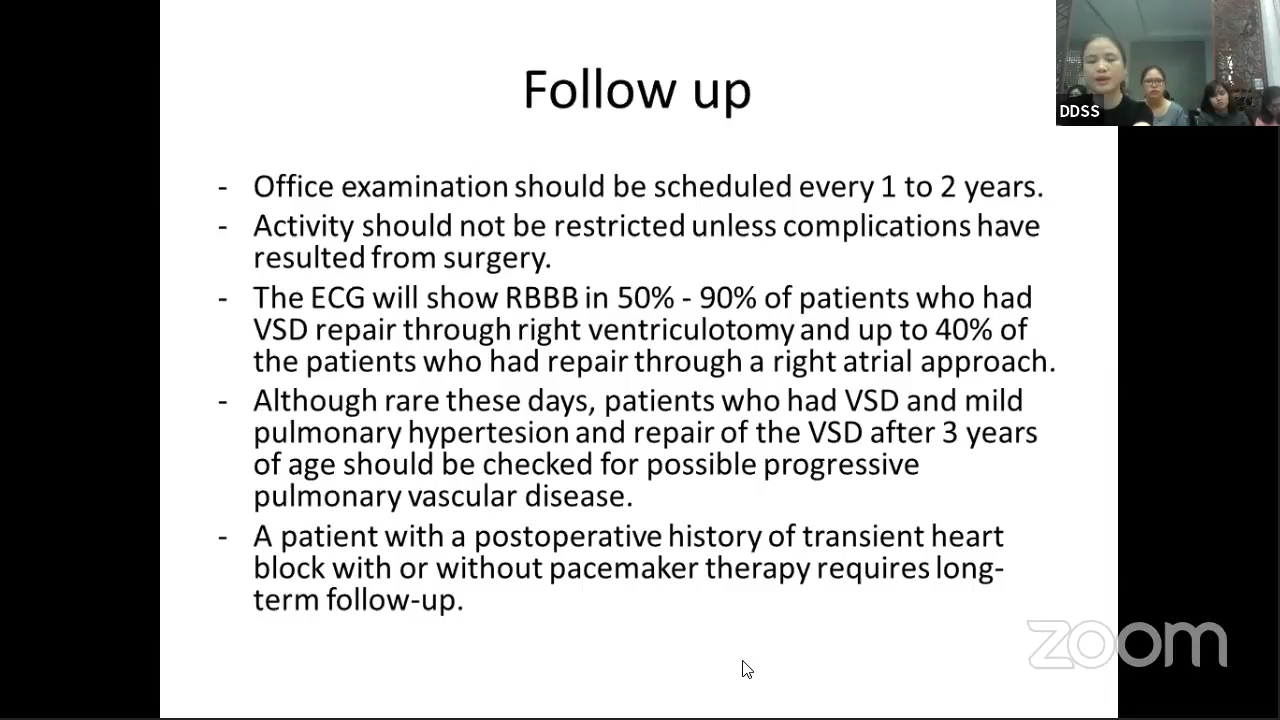 Follow up
DDSS
- Office examination should be scheduled every 1 to 2 years.
- Activity should not be restricted unless complications have
resulted from surgery.
- The ECG will show RBBB in 50% - 90% of patients who had
VSD repair through right ventriculotomy and up to 40% of
the patients who had repair through a right atrial approach.
- Although rare these days, patients who had VSD and mild
pulmonary hypertesion and repair of the VSD after 3 years
of age should be checked for possible progressive
pulmonary vascular disease.
- A patient with a postoperative history of transient heart
block with or without pacemaker therapy requires long-
term follow-up.
zoom